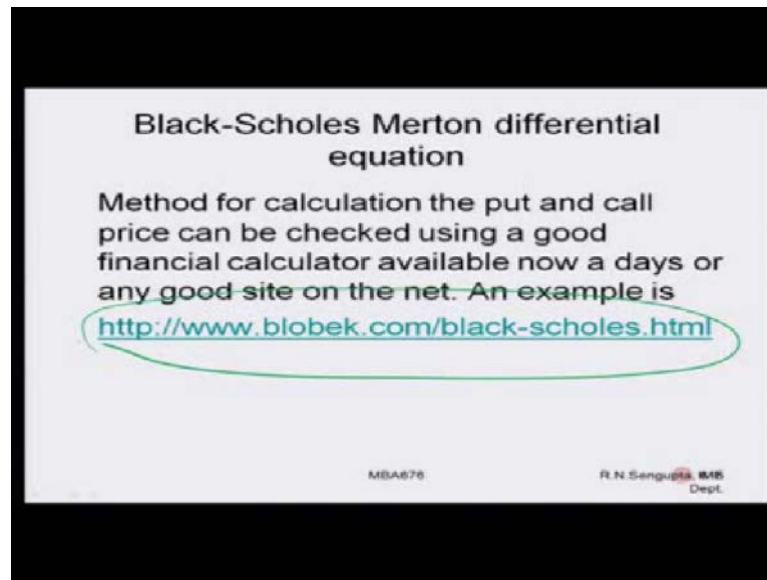 Black-Scholes Merton differential
equation
Method for calculation the put and call
price can be checked using a good
financial calculator available now a days or
any good site on the net. An example is
http://www.blobek.com/black-scholes.html
MBA676
R.N.Sengupta,
Dept.